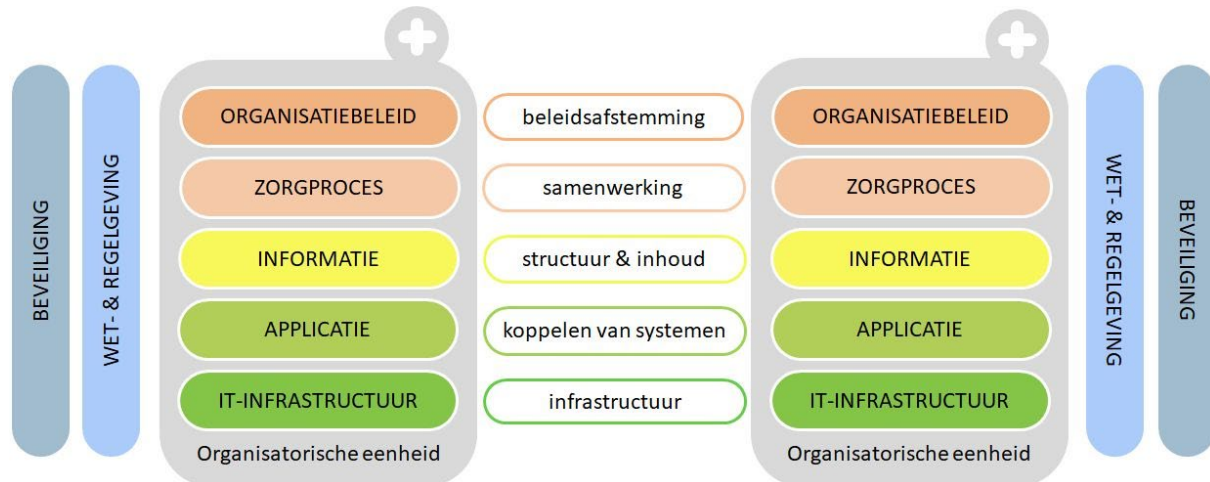 BEVEILIGING
WET- & REGELGEVING
ORGANISATIEBELEID
ZORGPROCES
INFORMATIE
APPLICATIE
IT-INFRASTRUCTUUR
Organisatorische eenheid
beleidsafstemming
samenwerking
structuur & inhoud
koppelen van systemen
infrastructuur
ORGANISATIEBELEID
ZORGPROCES
INFORMATIE
APPLICATIE
IT-INFRASTRUCTUUR
Organisatorische eenheid
WET- & REGELGEVING
BEVEILIGING